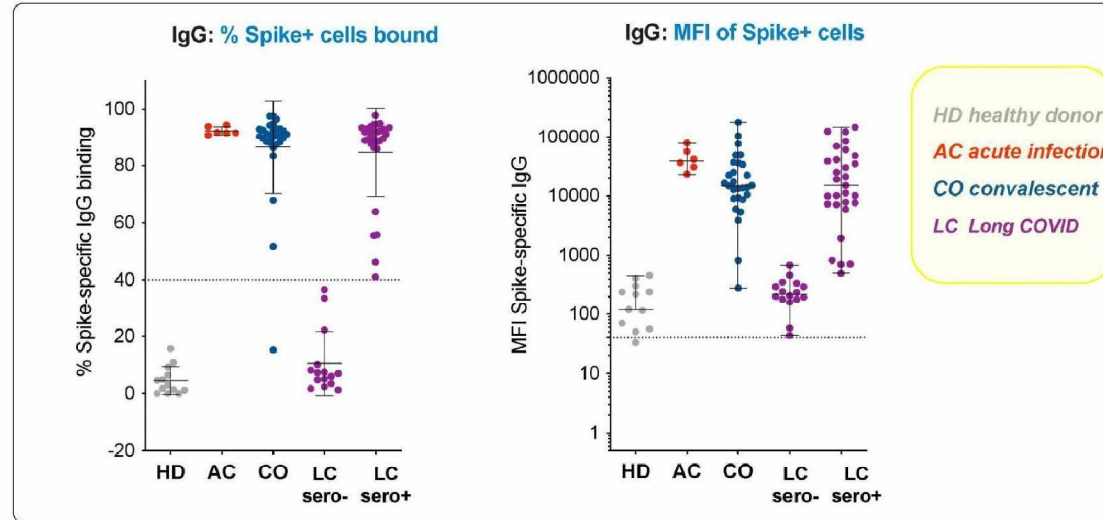 IgG: % Spike+ cells bound
% Spike-specific IgG binding
100
80
60
40
20
0
-20
HD AC CO LC sero- LC sero+
IgG: MFI of Spike+ cells
MFI Spike-specific IgG
1000000
100000
10000
1000
100
10
1
HD AC CO LC sero- LC sero+
HD healthy donor
AC acute infection
CO convalescent
LC Long COVID